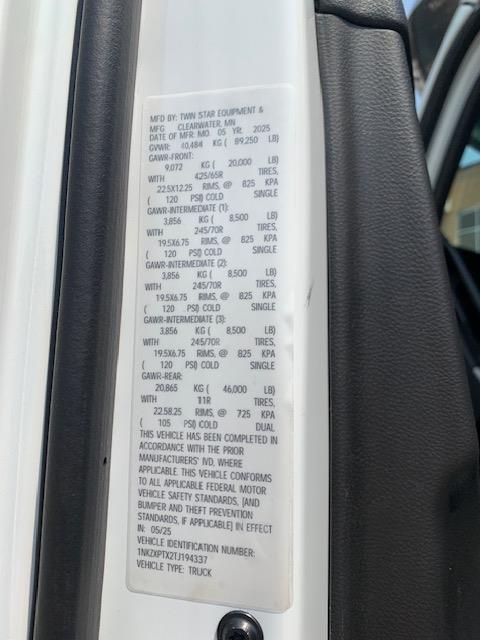 MFD BY: TWIN STAR EQUIPMENT &
MFG CLEARWATER, MN
DATE OF MFR: MO. 05 YR. 2025
GVWR: 40,484 KG ( 89,250 LB)
GAWR-FRONT:
9,072 KG ( 20,000 LB)
WITH 425/65R TIRES,
22.5X12.25 RIMS, @ 825 KPA
( 120 PSI) COLD SINGLE
GAWR-INTERMEDIATE (1):
3,856 KG ( 8,500 LB)
WITH 245/70R TIRES,
19.5X6.75 RIMS, @ 825 KPA
( 120 PSI) COLD SINGLE
GAWR-INTERMEDIATE (2):
3,856 KG ( 8,500 LB)
WITH 245/70R TIRES,
19.5X6.75 RIMS, @ 825 KPA
( 120 PSI) COLD SINGLE
GAWR-INTERMEDIATE (3):
3,856 KG ( 8,500 LB)
WITH 245/70R TIRES,
19.5X6.75 RIMS, @ 825 KPA
( 120 PSI) COLD SINGLE
GAWR-REAR:
20,865 KG ( 46,000 LB)
WITH 11R TIRES,
22.58.25 RIMS, @ 725 KPA
( 105 PSI) COLD DUAL
THIS VEHICLE HAS BEEN COMPLETED IN
ACCORDANCE WITH THE PRIOR
MANUFACTURERS' IVD, WHERE
APPLICABLE. THIS VEHICLE CONFORMS
TO ALL APPLICABLE FEDERAL MOTOR
VEHICLE SAFETY STANDARDS, [AND
BUMPER AND THEFT PREVENTION
STANDARDS, IF APPLICABLE] IN EFFECT
IN: 05/25
VEHICLE IDENTIFICATION NUMBER:
1NKZXPTX2TJ194337
VEHICLE TYPE: TRUCK